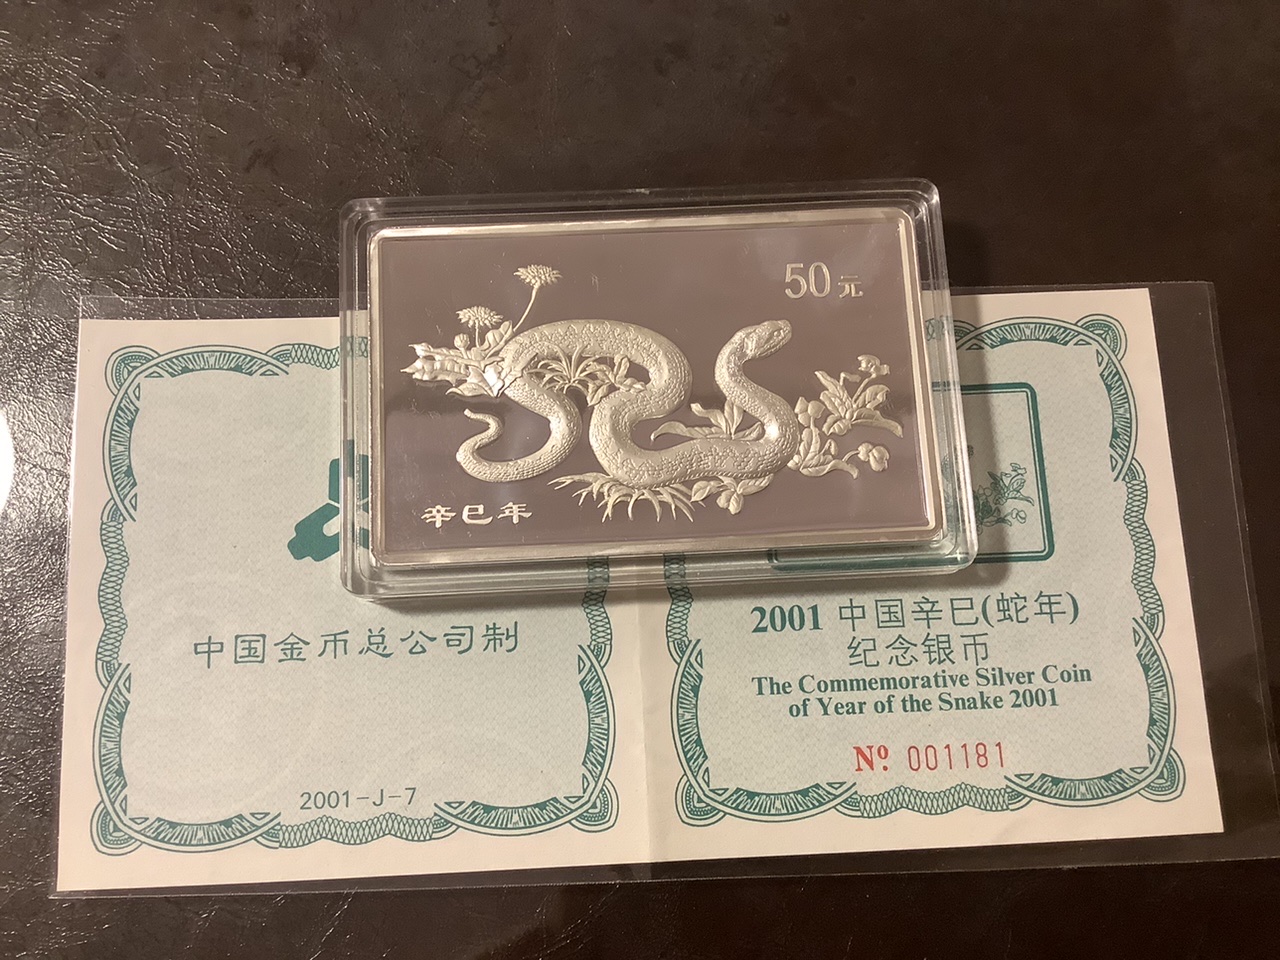 50元
辛巳年
中国金币总公司制
2001-J-7
2001 中国辛巳(蛇年)
纪念银币
The Commemorative Silver Coin
of Year of the Snake 2001
Nº. 001181